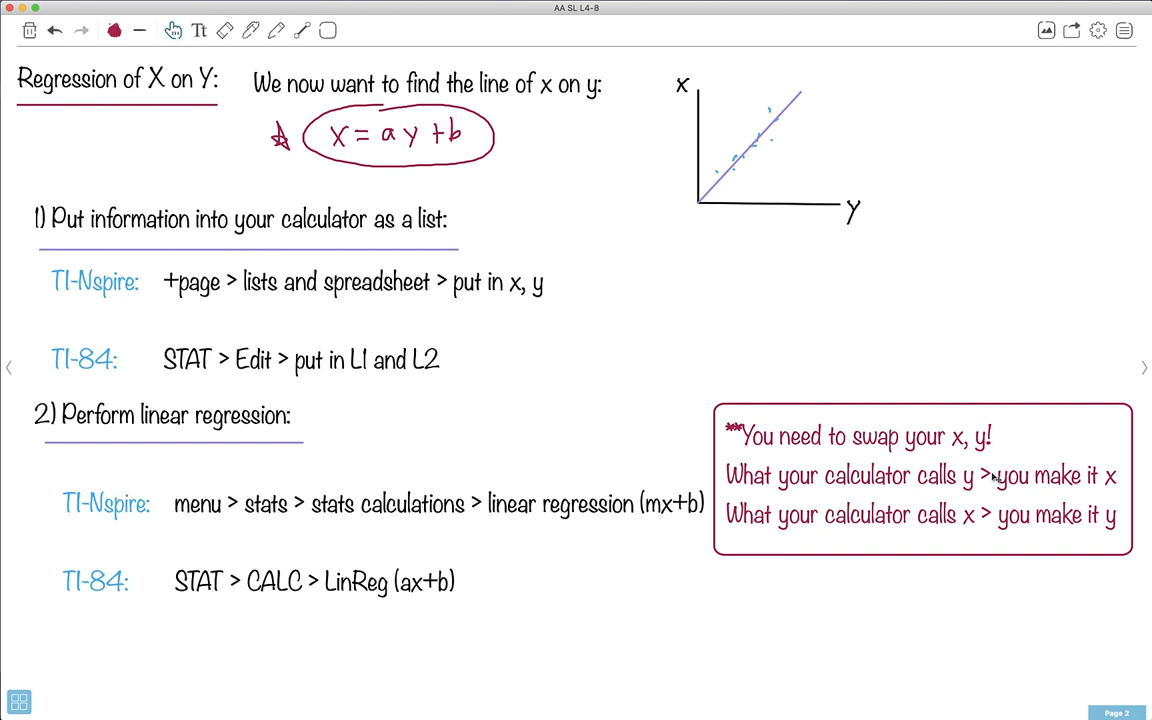 AA SL L4-8
Tt
Regression of X on Y:
We now want to find the line of x on y:
x = ay + b
x
y
1) Put information into your calculator as a list:
TI-Nspire: +page > lists and spreadsheet > put in x, y
TI-84: STAT > Edit > put in L1 and L2
2) Perform linear regression:
**You need to swap your x, y!
What your calculator calls y > you make it x
What your calculator calls x > you make it y
TI-Nspire: menu > stats > stats calculations > linear regression (mx+b)
TI-84: STAT > CALC > LinReg (ax+b)
Page 2